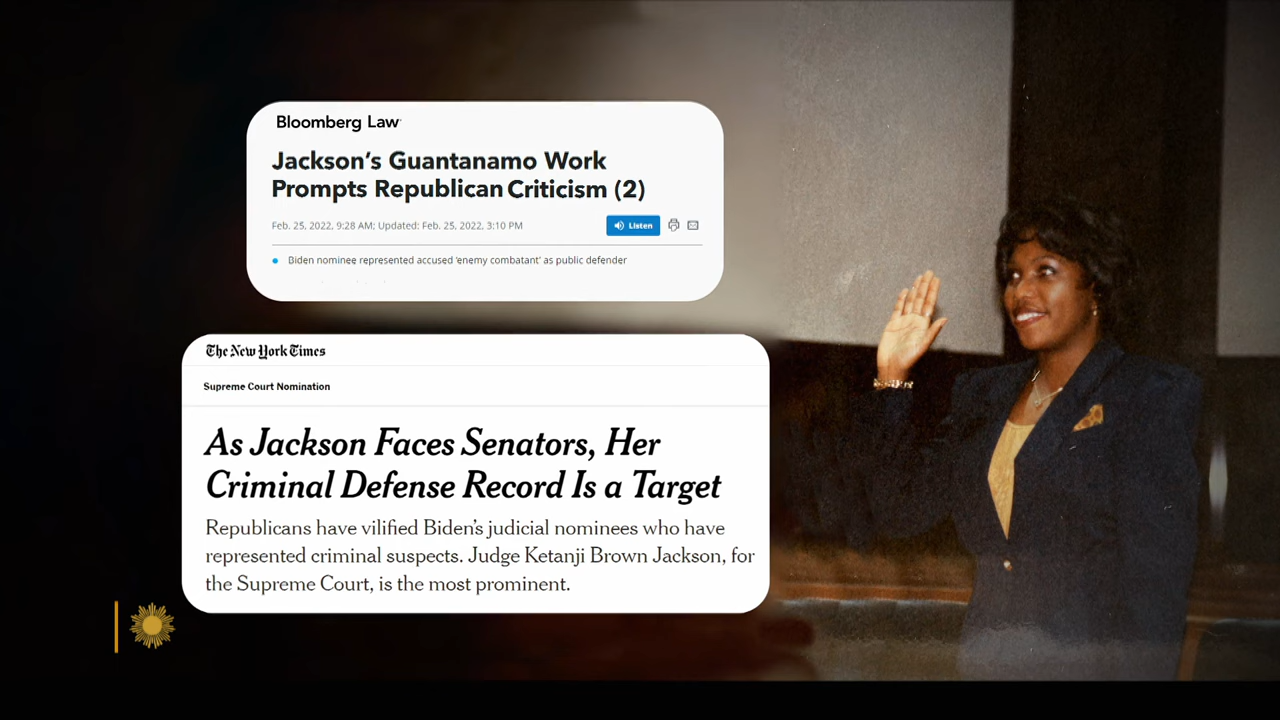 Bloomberg Law
Jackson's Guantanamo Work
Prompts Republican Criticism (2)
Feb. 25, 2022, 9:28 AM; Updated: Feb. 25, 2022, 3:10 PM
Listen
Biden nominee represented accused 'enemy combatant' as public defender
The New York Times
Supreme Court Nomination
As Jackson Faces Senators, Her
Criminal Defense Record Is a Target
Republicans have vilified Biden's judicial nominees who have
represented criminal suspects. Judge Ketanji Brown Jackson, for
the Supreme Court, is the most prominent.